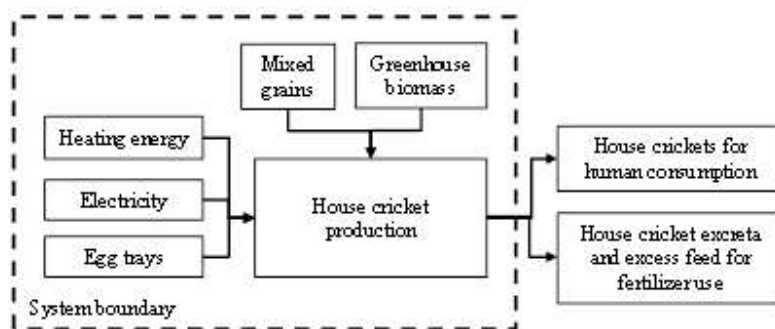 Mixed
grains
Greenhouse
biomass
Heating energy
Electricity
Egg trays
House cricket
production
House crickets for
human consumption
House cricket excreta
and excess feed for
fertilizer use
System boundary